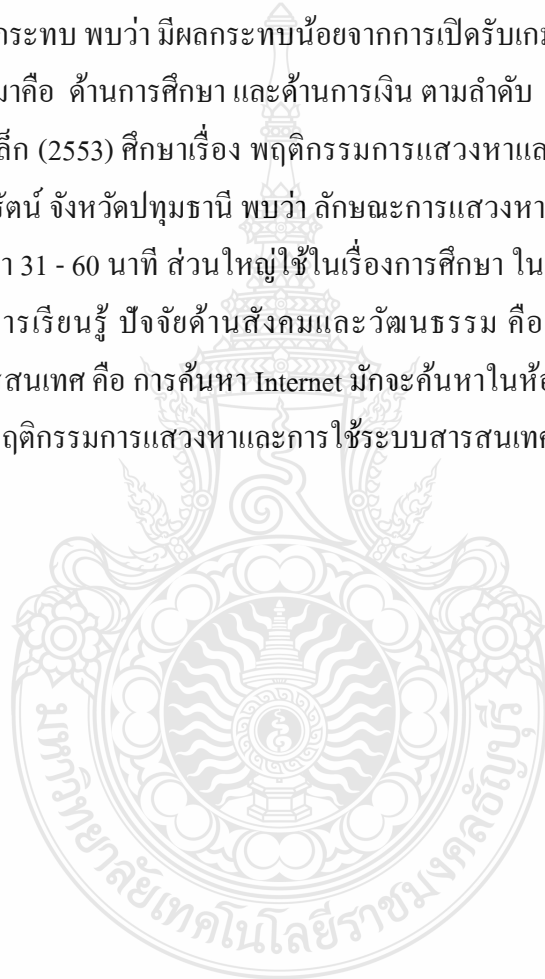 กระทบ พบว่า มีผลกระทบน้อยจากการเปิดรับเกม
มาคือ ด้านการศึกษา และด้านการเงิน ตามลำดับ
ล็ก (2553) ศึกษาเรื่อง พฤติกรรมการแสวงหาแล
รัตน์ จังหวัดปทุมธานี พบว่า ลักษณะการแสวงหา
า 31 - 60 นาที ส่วนใหญ่ใช้ในเรื่องการศึกษา ใน
ารเรียนรู้ ปัจจัยด้านสังคมและวัฒนธรรม คือ
รสนเทศ คือ การค้นหา Internet มักจะค้นหาในห้อ
ฤติกรรมการแสวงหาและการใช้ระบบสารสนเทศ
มหาวิทยาลัยเทคโนโลยีราชมงคลธัญบุรี